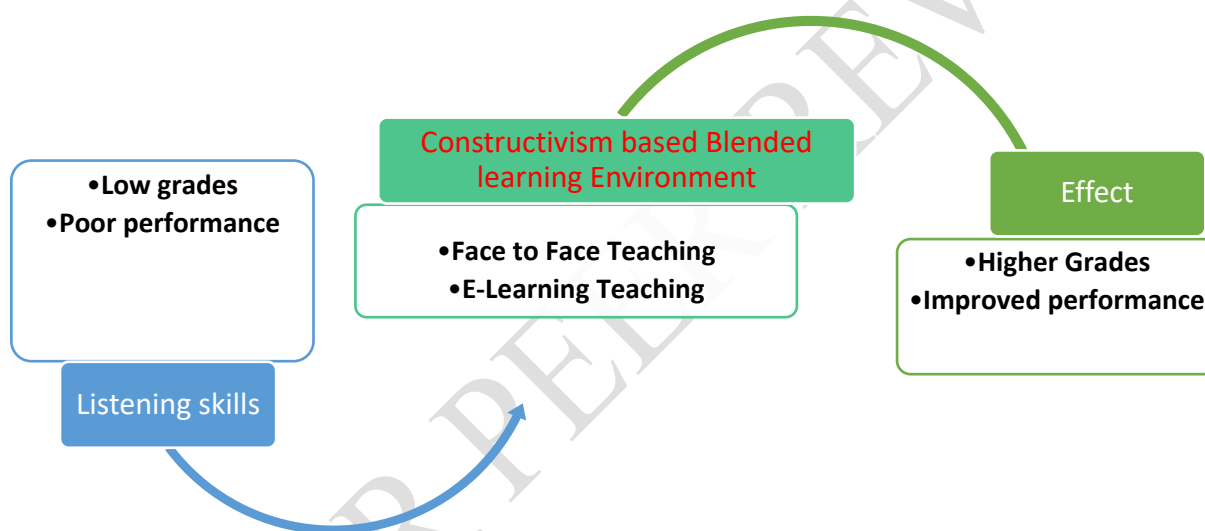 •Low grades
•Poor performance
Listening skills
Constructivism based Blended
learning Environment
•Face to Face Teaching
•E-Learning Teaching
Effect
•Higher Grades
•Improved performance